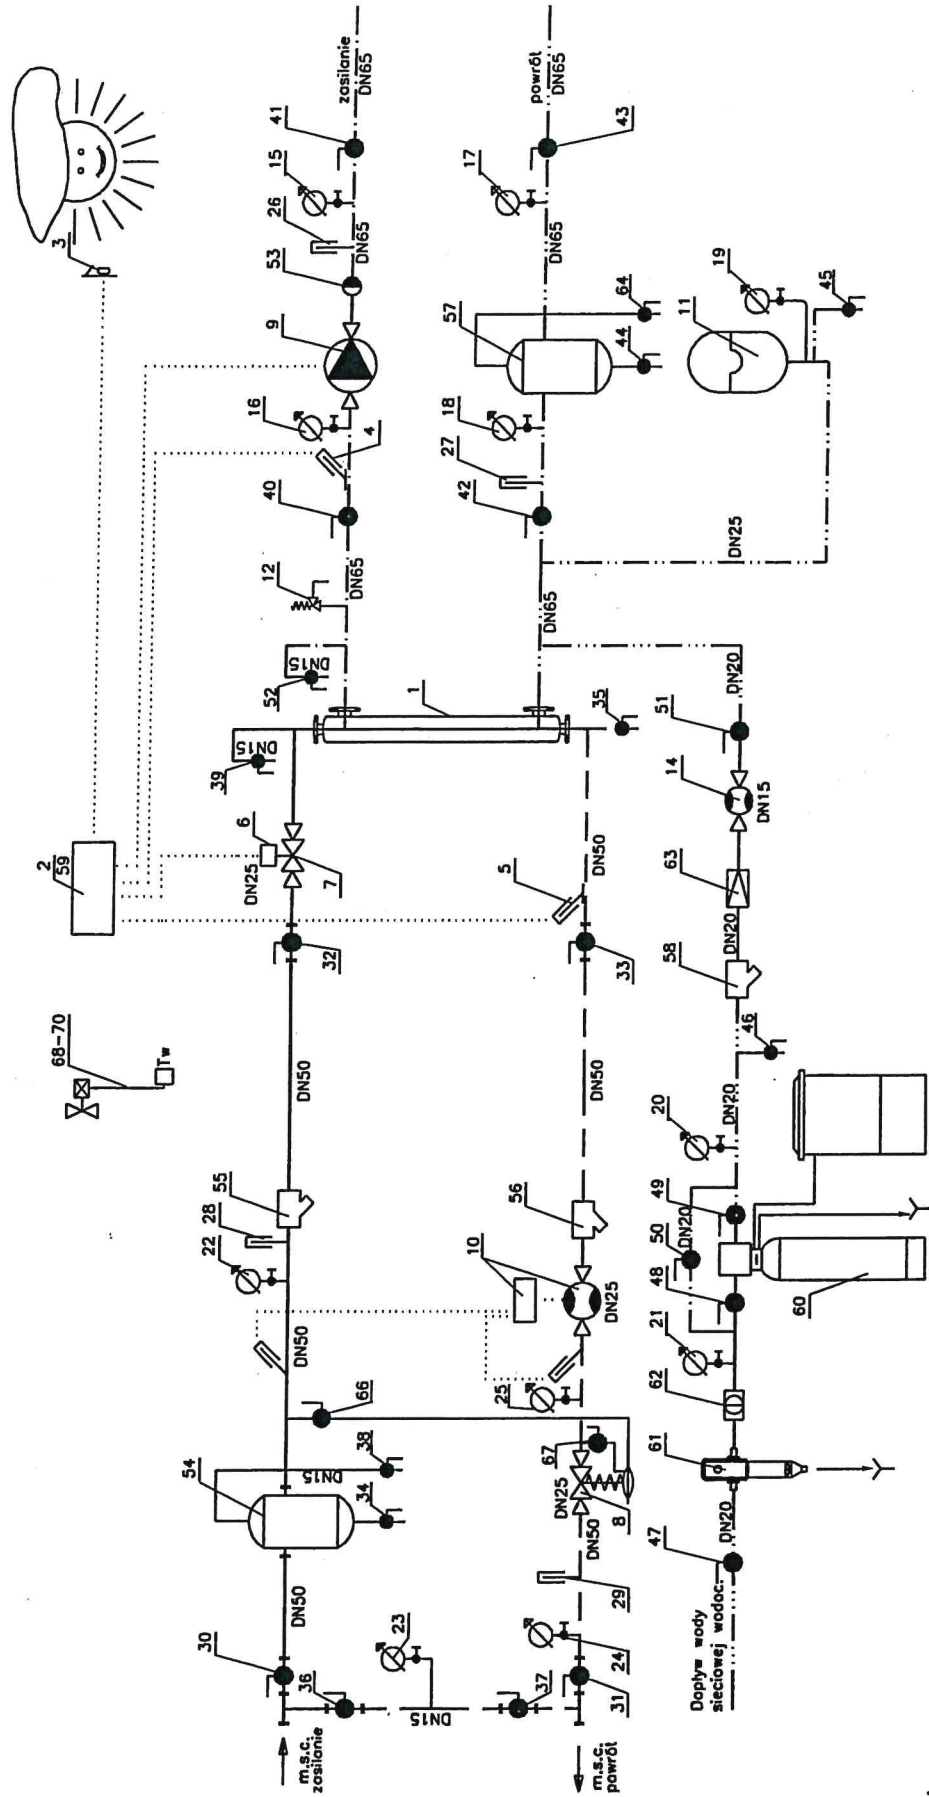 3
2
59
68-70
Tw
39
DN15
52
DN15
12
40
4
16
9
53
26
15
41
zasilanie
DN65
DN65
DN65
6
DN25
7
1
35
32
DN50
55
28
22
DN50
66
54
38
DN15
34
DN50
30
m.s.c.
zasilanie
36
23
DN15
37
31
24
m.s.c.
powrót
29
DN50
8
DN25
67
25
10
DN25
56
DN50
33
5
DN50
DN65
42
27
18
57
64
44
17
43
powrót
DN65
DN65
19
11
45
DN25
DN20
51
14
DN15
63
DN20
58
46
20
DN20
49
DN20
50
48
60
21
62
61
DN20
47
Dopływ wody
sieciowej wodoc.